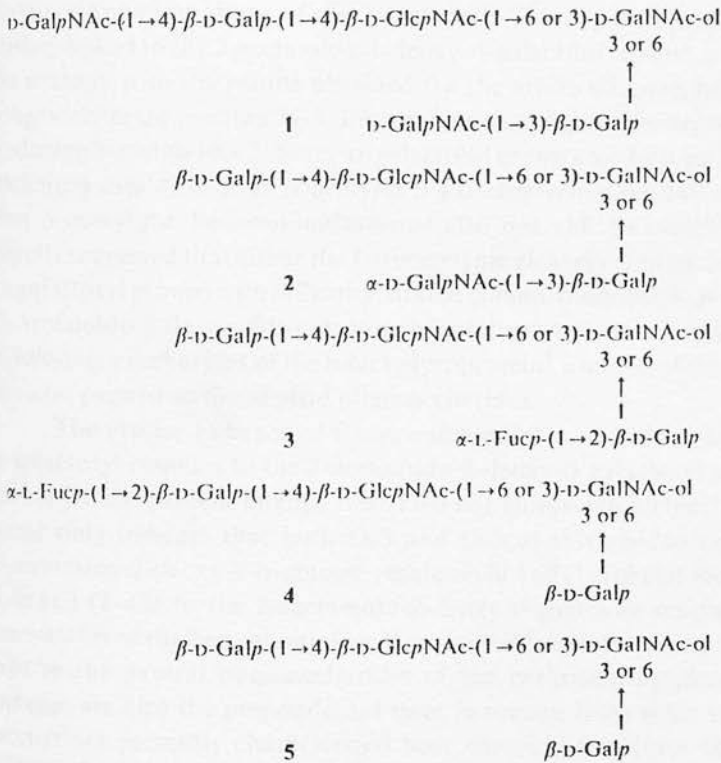 D-GalpNAc-(1→4)-β-D-Galp-(1→4)-β-D-GlcpNAc-(1→6 or 3)-D-GalNAc-ol
3 or 6
↑
1 D-GalpNAc-(1→3)-β-D-Galp
β-D-Galp-(1→4)-β-D-GlcpNAc-(1→6 or 3)-D-GalNAc-ol
3 or 6
↑
2 α-D-GalpNAc-(1→3)-β-D-Galp
β-D-Galp-(1→4)-β-D-GlcpNAc-(1→6 or 3)-D-GalNAc-ol
3 or 6
↑
3 α-L-Fucp-(1→2)-β-D-Galp
α-L-Fucp-(1→2)-β-D-Galp-(1→4)-β-D-GlcpNAc-(1→6 or 3)-D-GalNAc-ol
3 or 6
↑
4 β-D-Galp
β-D-Galp-(1→4)-β-D-GlcpNAc-(1→6 or 3)-D-GalNAc-ol
3 or 6
↑
5 β-D-Galp